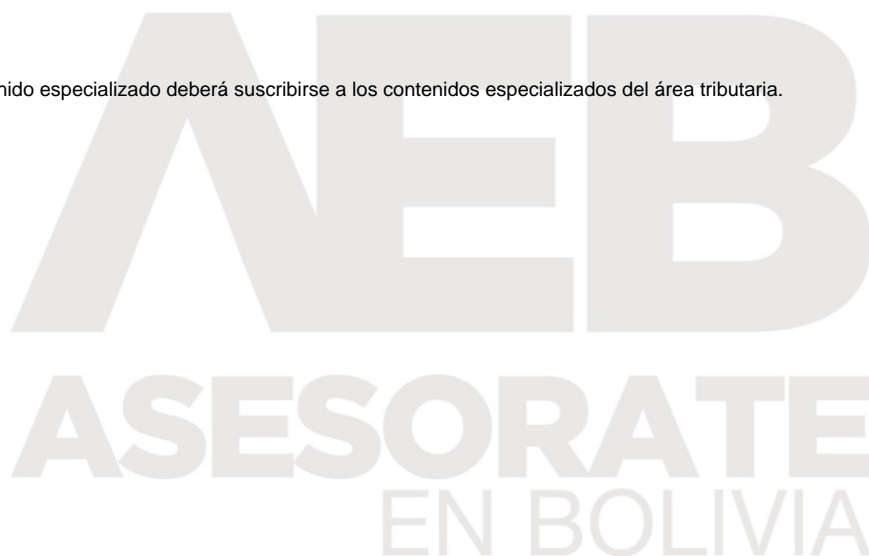 nido especializado deberá suscribirse a los contenidos especializados del área tributaria.
AEB
ASESORATE
EN BOLIVIA